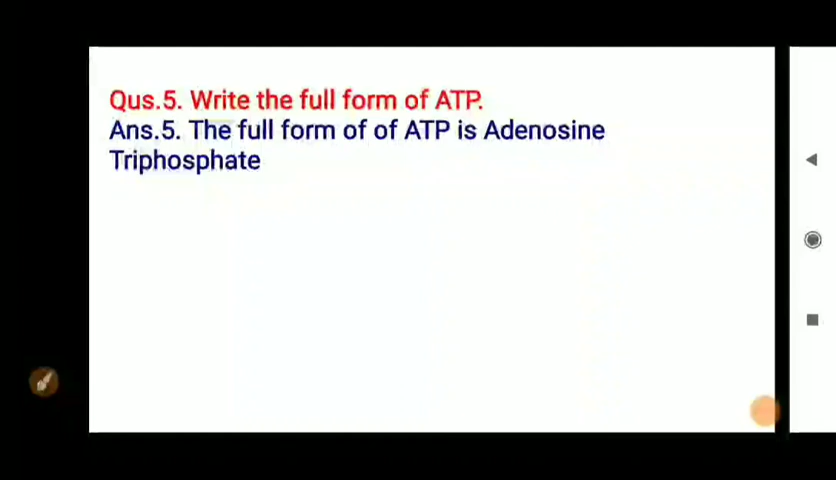 Qus.5. Write the full form of ATP.
Ans.5. The full form of of ATP is Adenosine
Triphosphate